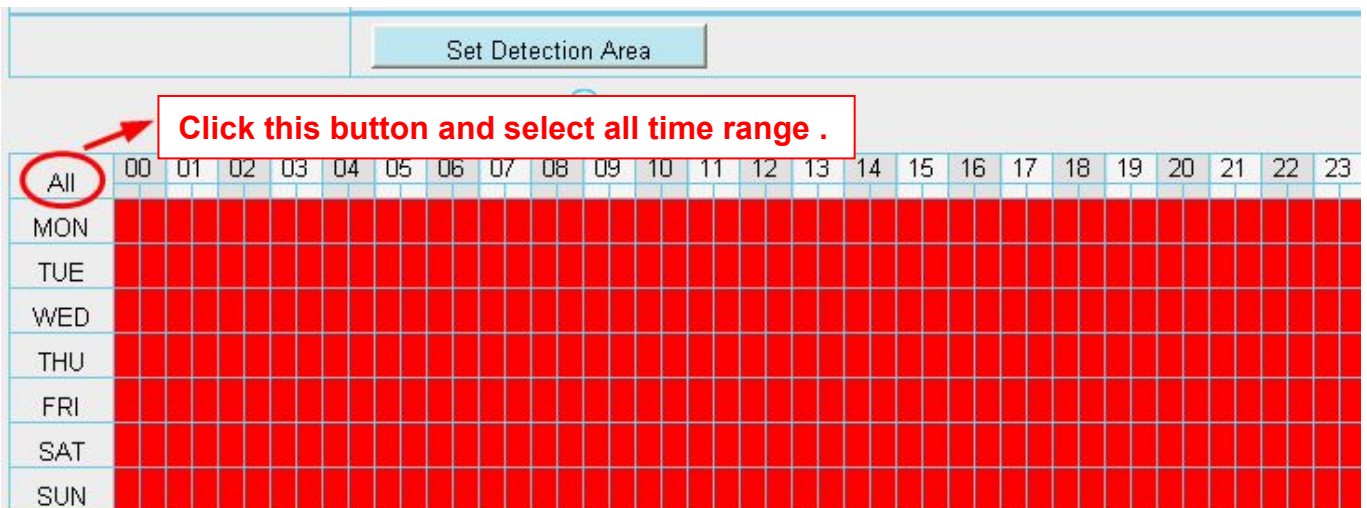 Set Detection Area
Click this button and select all time range .
All 00 01 02 03 04 05 06 07 08 09 10 11 12 13 14 15 16 17 18 19 20 21 22 23
MON
TUE
WED
THU
FRI
SAT
SUN